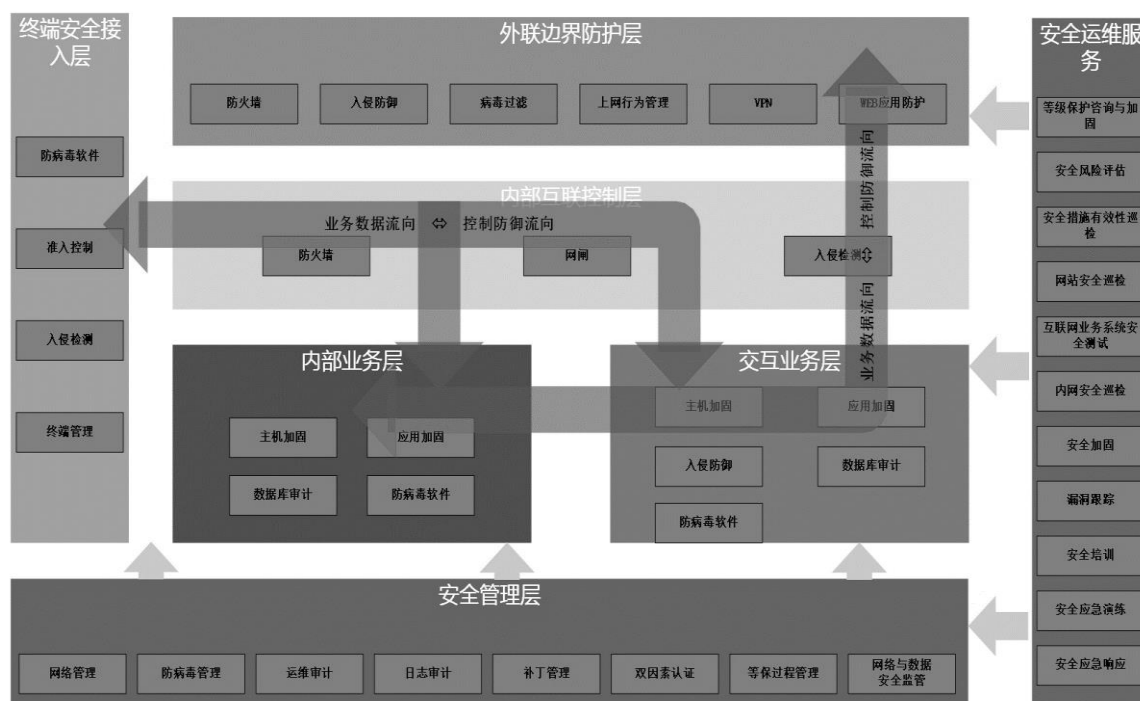 终端安全接
入层
防病毒软件
准入控制
入侵检测
终端管理
外联边界防护层
防火墙
入侵防御
病毒过滤
上网行为管理
VPN
WEB应用防护
内部互联控制层
业务数据流向 ⇔ 控制防御流向
防火墙
网闸
入侵检测
业务数据流向 ⇔ 控制防御流向
内部业务层
主机加固
应用加固
数据库审计
防病毒软件
交互业务层
主机加固
应用加固
入侵防御
数据库审计
防病毒软件
安全管理层
网络管理
防病毒管理
运维审计
日志审计
补丁管理
双因素认证
等保过程管理
网络与数据
安全监管
安全运维服
务
等级保护咨询与加
固
安全风险评估
安全措施有效性巡
检
网站安全巡检
互联网业务系统安
全测试
内网安全巡检
安全加固
漏洞跟踪
安全培训
安全应急演练
安全应急响应